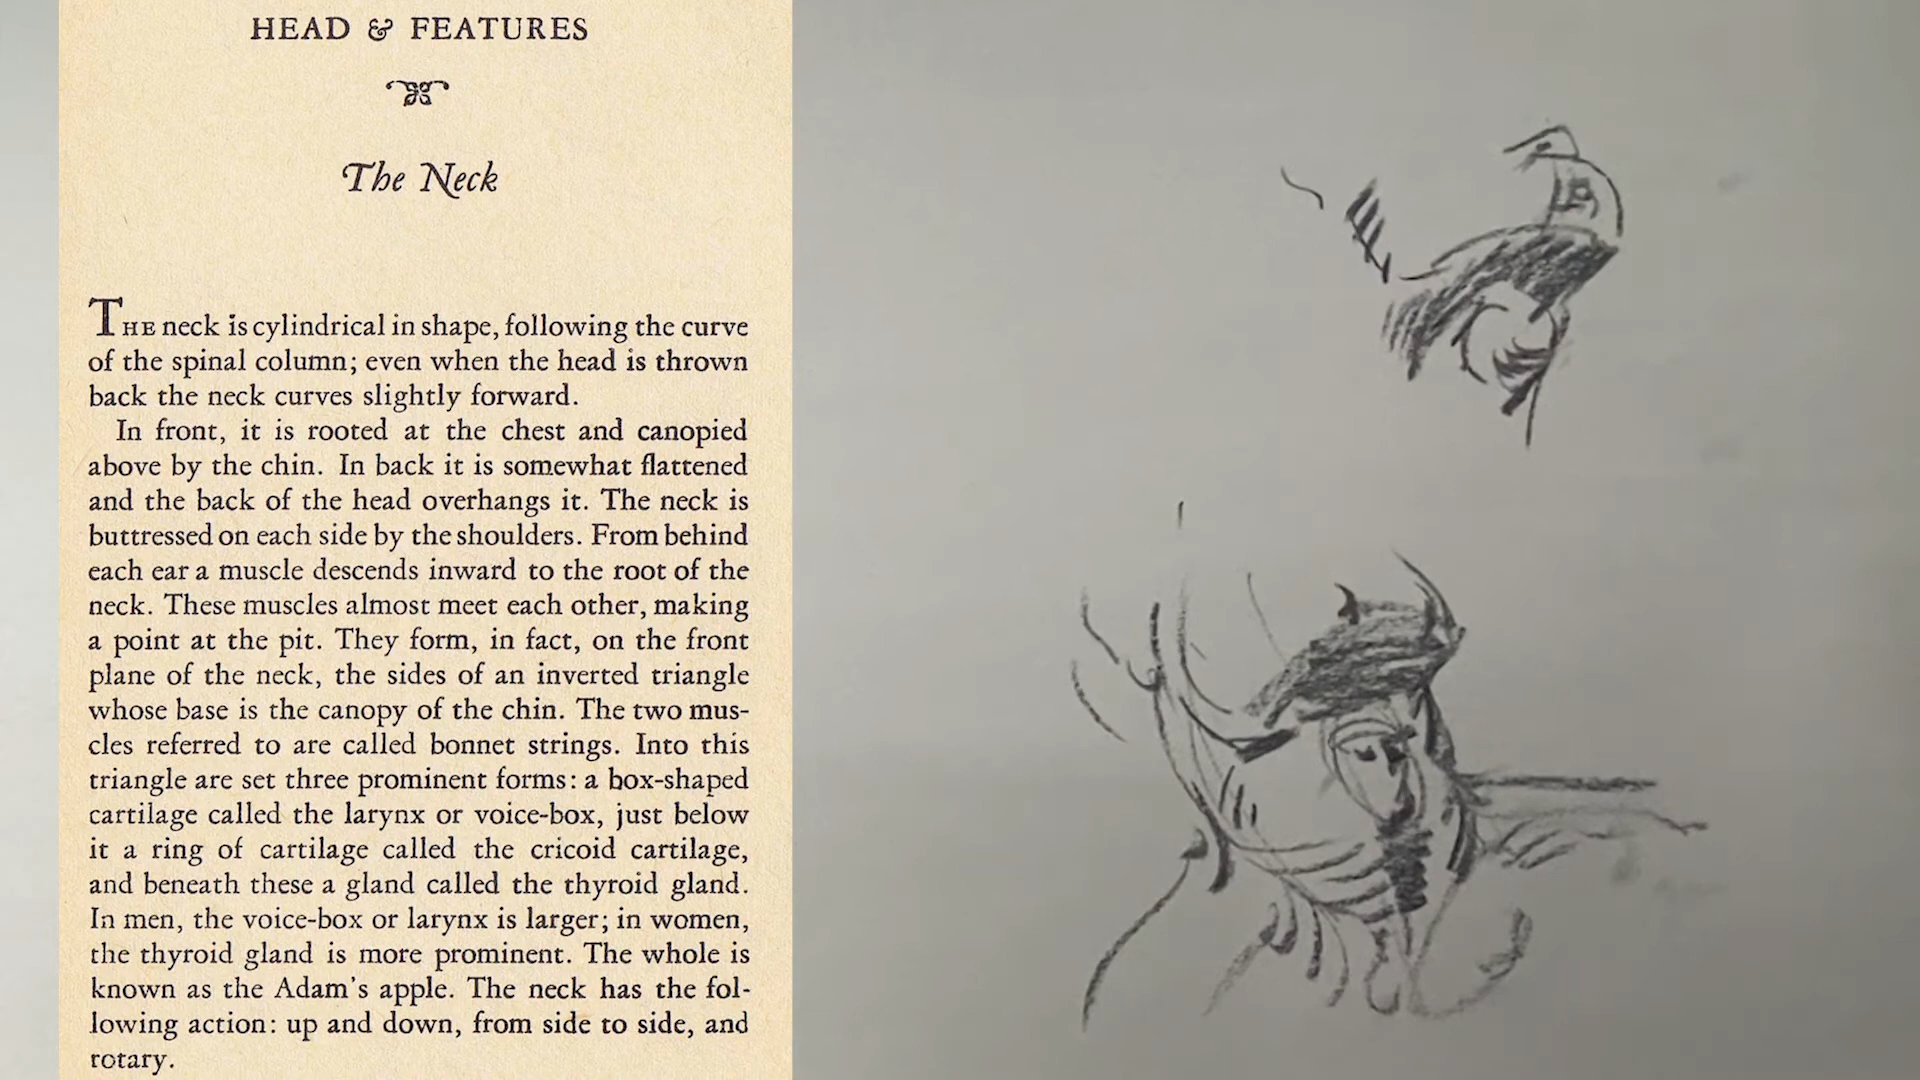 HEAD & FEATURES
The Neck
THE neck is cylindrical in shape, following the curve
of the spinal column; even when the head is thrown
back the neck curves slightly forward.
In front, it is rooted at the chest and canopied
above by the chin. In back it is somewhat flattened
and the back of the head overhangs it. The neck is
buttressed on each side by the shoulders. From behind
each ear a muscle descends inward to the root of the
neck. These muscles almost meet each other, making
a point at the pit. They form, in fact, on the front
plane of the neck, the sides of an inverted triangle
whose base is the canopy of the chin. The two mus-
cles referred to are called bonnet strings. Into this
triangle are set three prominent forms: a box-shaped
cartilage called the larynx or voice-box, just below
it a ring of cartilage called the cricoid cartilage,
and beneath these a gland called the thyroid gland.
In men, the voice-box or larynx is larger; in women,
the thyroid gland is more prominent. The whole is
known as the Adam's apple. The neck has the fol-
lowing action: up and down, from side to side, and
rotary.